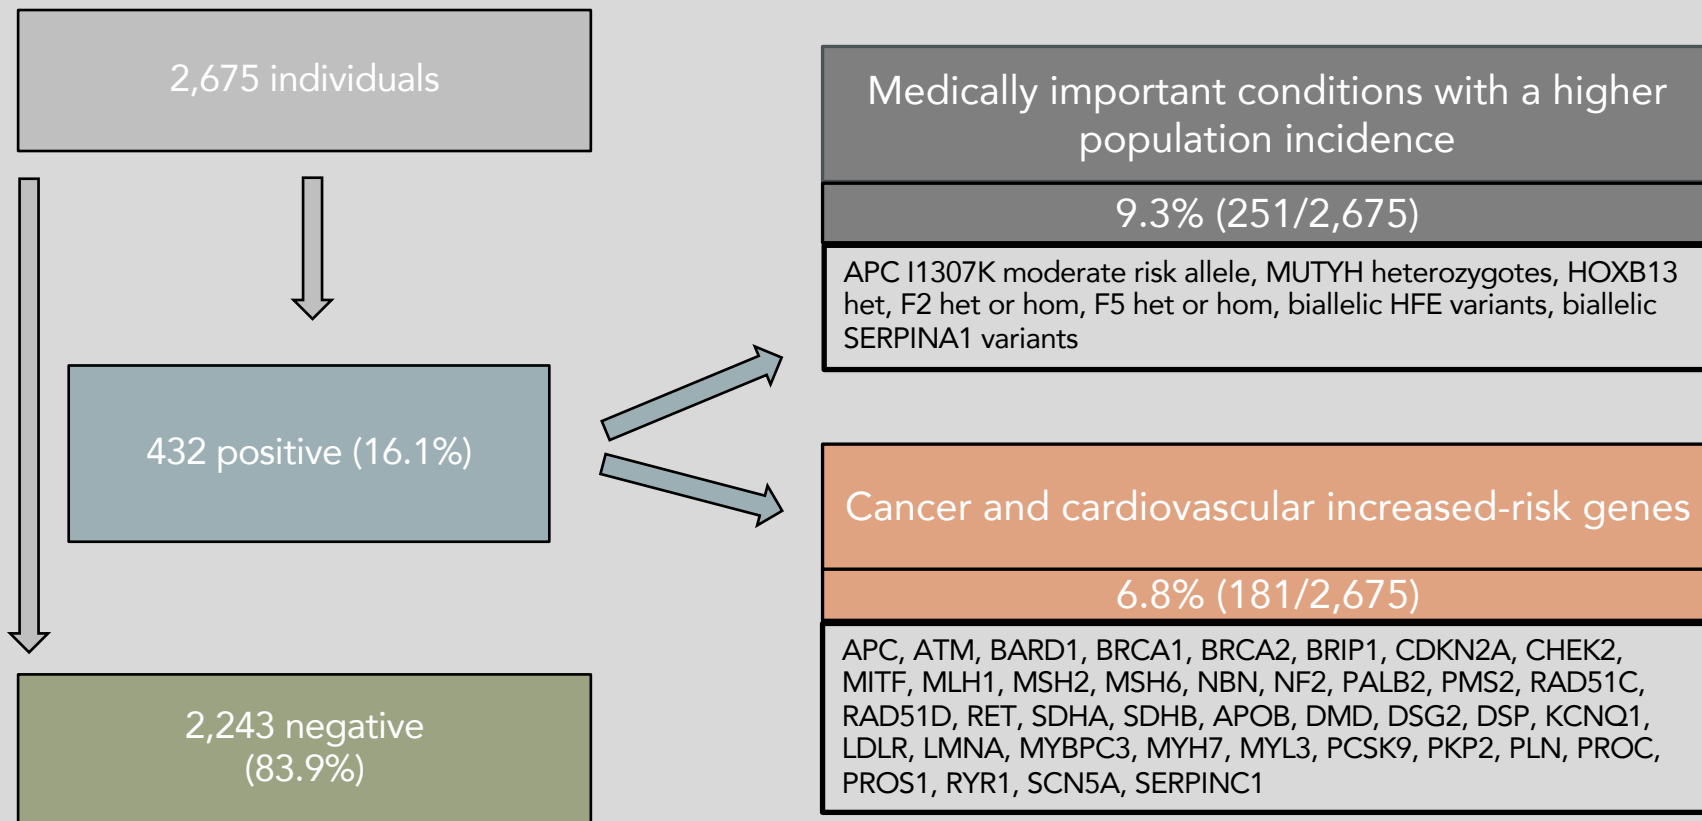 2,675 individuals
432 positive (16.1%)
2,243 negative
(83.9%)
Medically important conditions with a higher
population incidence
9.3% (251/2,675)
APC I1307K moderate risk allele, MUTYH heterozygotes, HOXB13
het, F2 het or hom, F5 het or hom, biallelic HFE variants, biallelic
SERPINA1 variants
Cancer and cardiovascular increased-risk genes
6.8% (181/2,675)
APC, ATM, BARD1, BRCA1, BRCA2, BRIP1, CDKN2A, CHEK2,
MITF, MLH1, MSH2, MSH6, NBN, NF2, PALB2, PMS2, RAD51C,
RAD51D, RET, SDHA, SDHB, APOB, DMD, DSG2, DSP, KCNQ1,
LDLR, LMNA, MYBPC3, MYH7, MYL3, PCSK9, PKP2, PLN, PROC,
PROS1, RYR1, SCN5A, SERPINC1